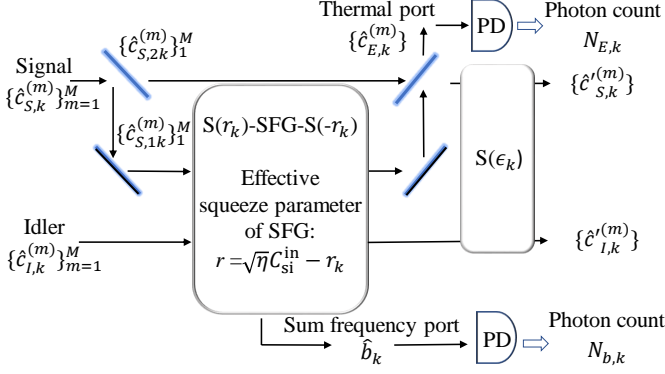 Thermal port
Photon count
{ĉ_{S,2k}^{(m)}}_1^M
{ĉ_{E,k}^{(m)}}
PD
N_{E,k}
Signal
{ĉ_{S,k}^{(m)}}_{m=1}^M
{ĉ_{S,1k}^{(m)}}_1^M
S(r_k)-SFG-S(-r_k)
Effective
squeeze parameter
of SFG:
r =√η C_{si}^{in} − r_k
S(ϵ_k)
{ĉ'_{S,k}^{(m)}}
Idler
{ĉ_{I,k}^{(m)}}_{m=1}^M
{ĉ'_{I,k}^{(m)}}
Sum frequency port
b̂_k
PD
Photon count
N_{b,k}